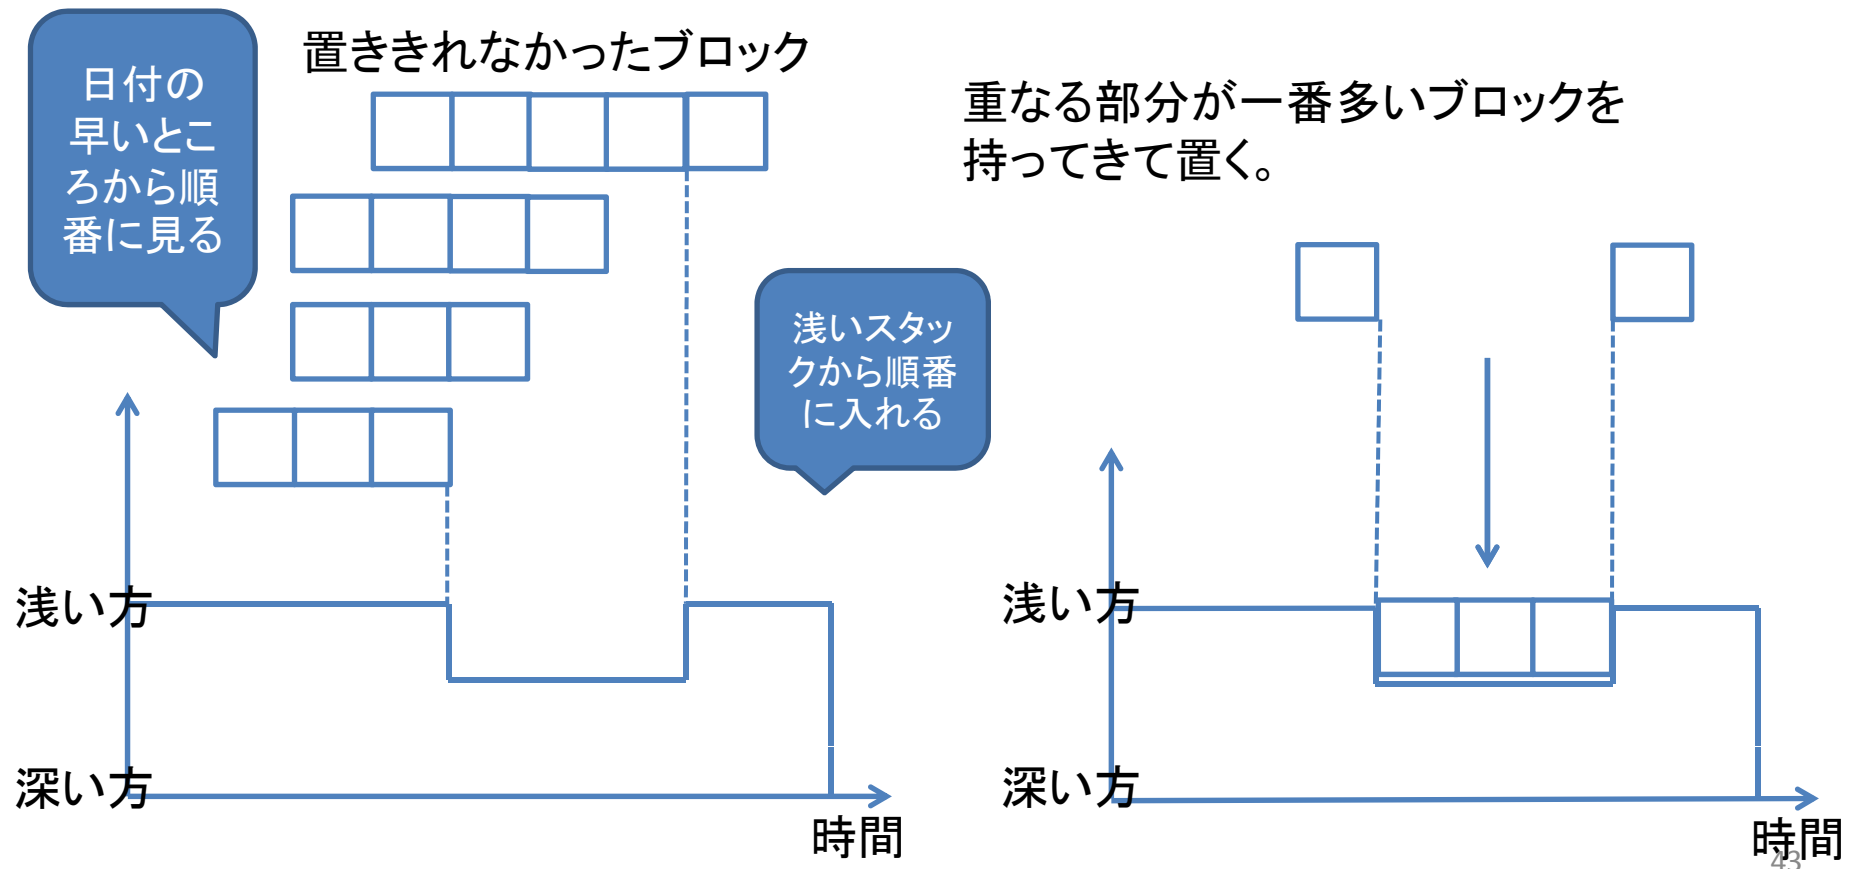 日付の
早いとこ
ろから順
番に見る
置ききれなかったブロック
浅い方
深い方
時間
浅いスタッ
クから順番
に入れる
重なる部分が一番多いブロックを
持ってきて置く。
浅い方
深い方
時間
43